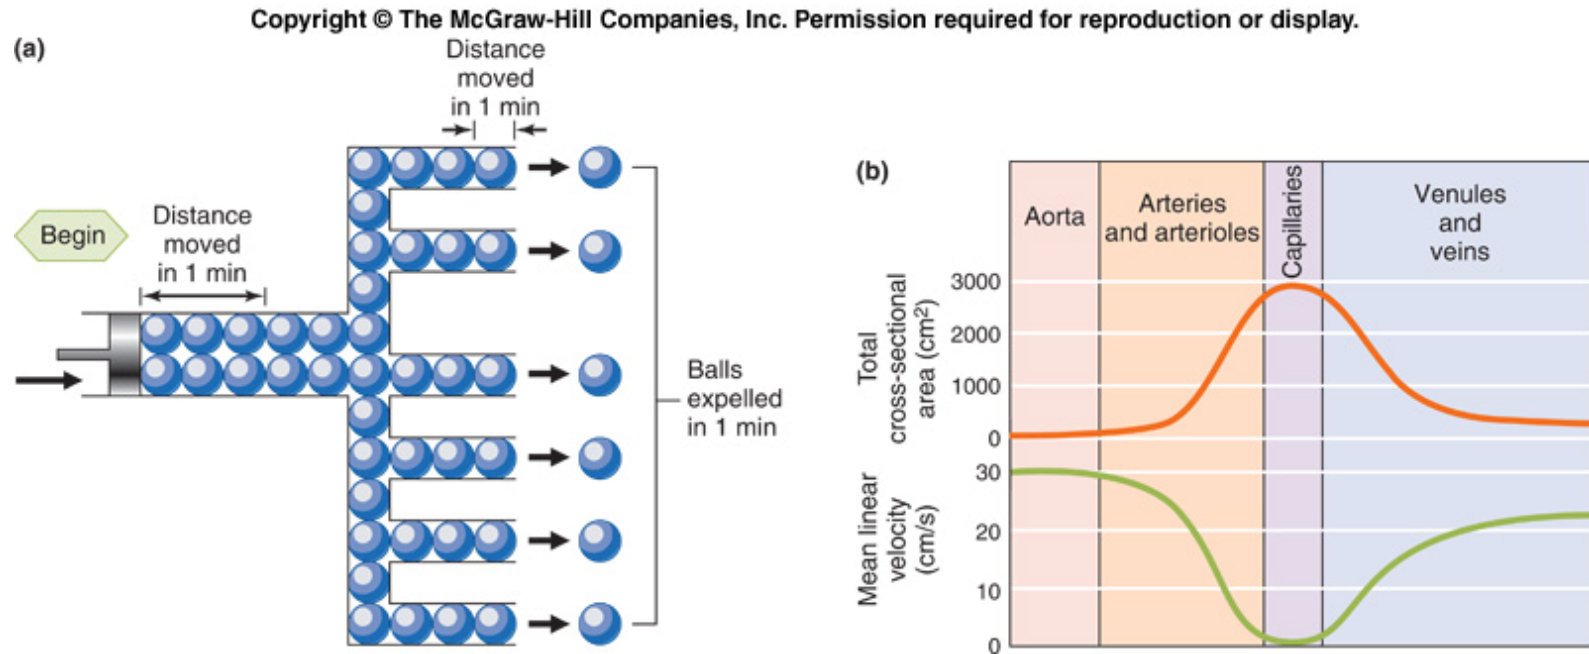 Copyright © The McGraw-Hill Companies, Inc. Permission required for reproduction or display.
(a)
Distance
moved
in 1 min
Begin
Distance
moved
in 1 min
Balls
expelled
in 1 min
(b)
Aorta
Arteries
and arterioles
Capillaries
Venules
and
veins
Total
cross-sectional
area (cm²)
3000
2000
1000
0
Mean linear
velocity
(cm/s)
30
20
10
0